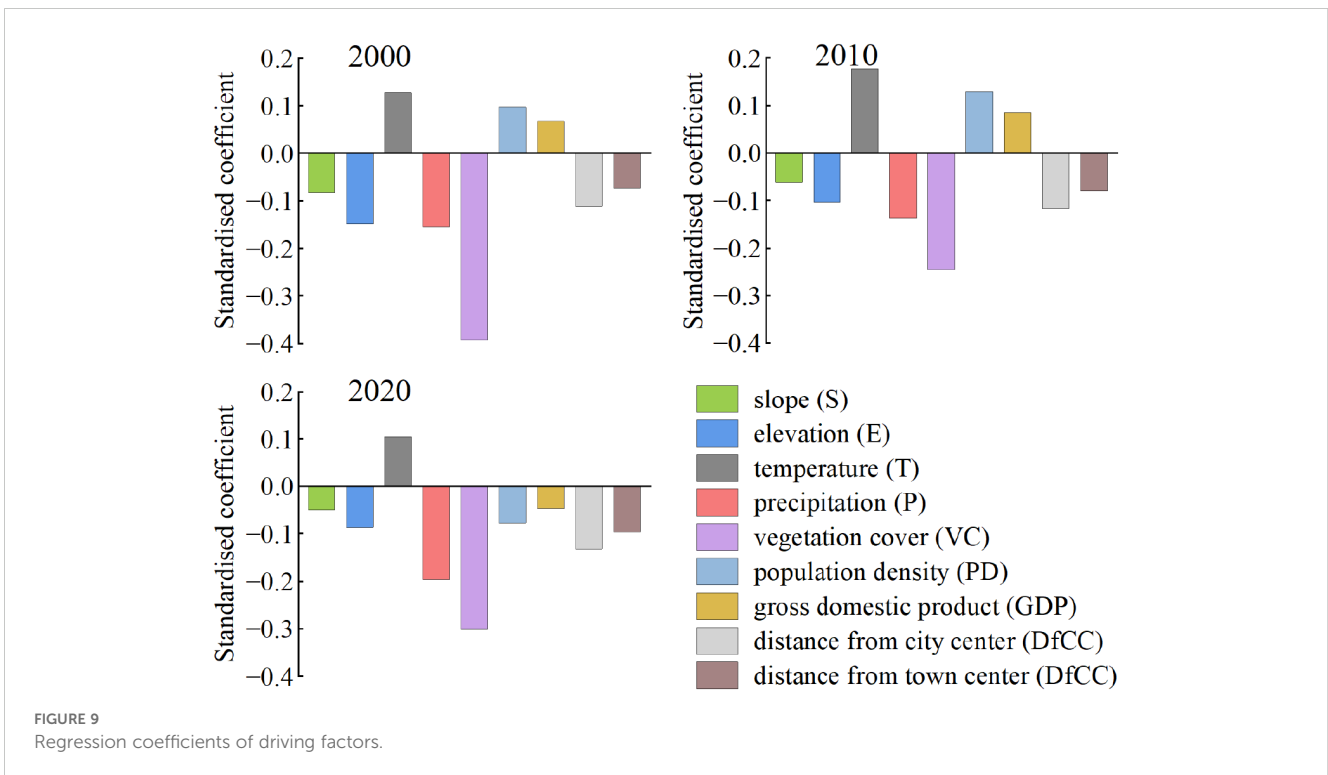 2000
Standardised coefficient
0.2
0.1
0.0
−0.1
−0.2
−0.3
−0.4
2010
Standardised coefficient
0.2
0.1
0.0
−0.1
−0.2
−0.3
−0.4
2020
Standardised coefficient
0.2
0.1
0.0
−0.1
−0.2
−0.3
−0.4
slope (S)
elevation (E)
temperature (T)
precipitation (P)
vegetation cover (VC)
population density (PD)
gross domestic product (GDP)
distance from city center (DfCC)
distance from town center (DfCC)
FIGURE 9
Regression coefficients of driving factors.